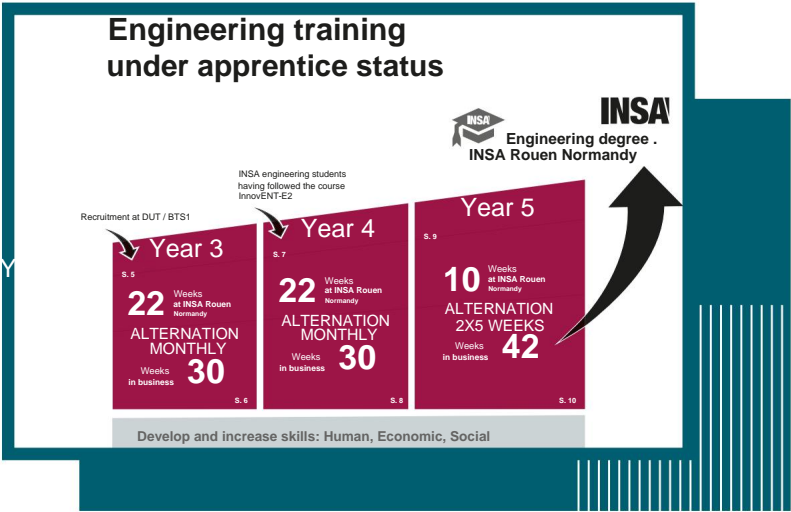 Engineering training
under apprentice status
INSA
INSA
Engineering degree .
INSA Rouen Normandy
INSA engineering students
having followed the course
InnovENT-E2
Recruitment at DUT / BTS1
Year 3
S. 5
22 Weeks
at INSA Rouen
Normandy
ALTERNATION
MONTHLY
Weeks
in business 30
S. 6
Year 4
S. 7
22 Weeks
at INSA Rouen
Normandy
ALTERNATION
MONTHLY
Weeks
in business 30
S. 8
Year 5
S. 9
10 Weeks
at INSA Rouen
Normandy
ALTERNATION
2X5 WEEKS
Weeks
in business 42
S. 10
Y
Develop and increase skills: Human, Economic, Social